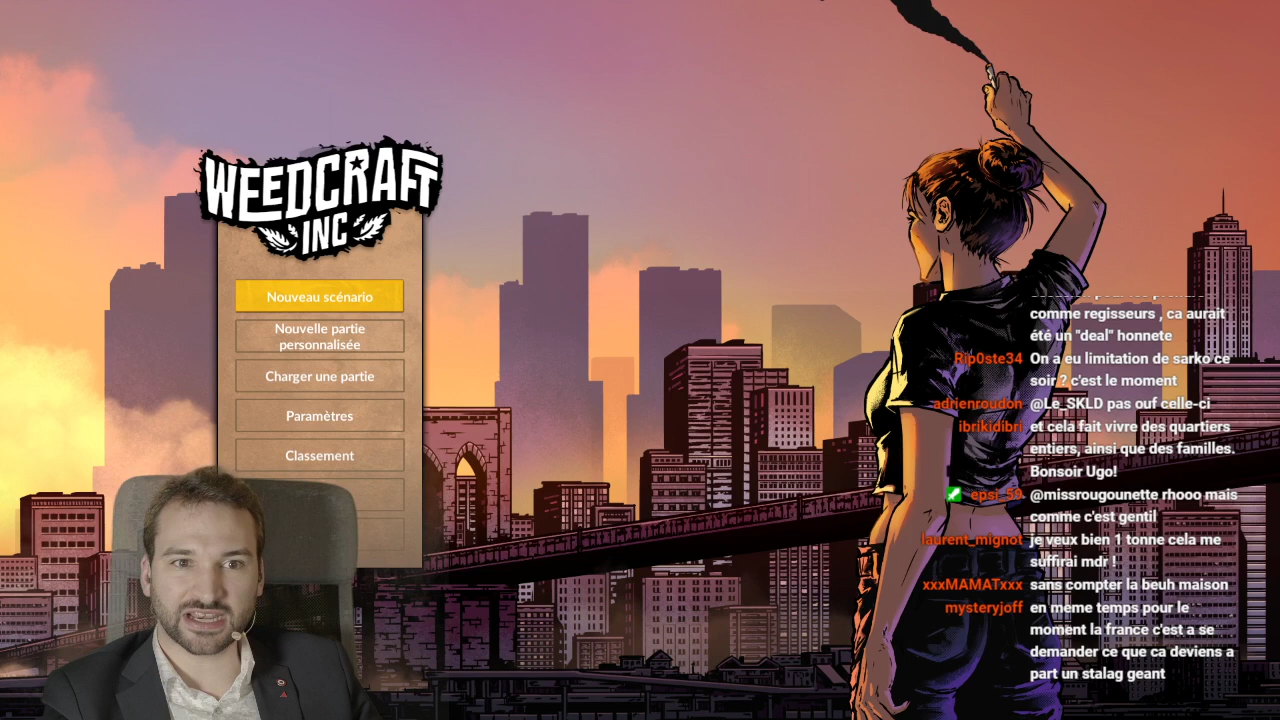 WEEDCRAFT
INC
Nouveau scénario
Nouvelle partie
personnalisée
Charger une partie
Paramètres
Classement
comme regisseurs , ca aurait
été un "deal" honnete
Rip0ste34 On a eu limitation de sarko ce
soir ? c'est le moment
adrienroudon @Le_SKLD pas ouf celle-ci
ibrikidibri et cela fait vivre des quartiers
entiers, ainsi que des familles.
Bonsoir Ugo!
epsi_59 @missrougounette rhooo mais
comme c'est gentil
laurent_mignot je veux bien 1 tonne cela me
suffirai mdr !
xxxMAMATxxx sans compter la beuh maison
mysteryjoff en meme temps pour le
moment la france c'est a se
demander ce que ca deviens a
part un stalag geant